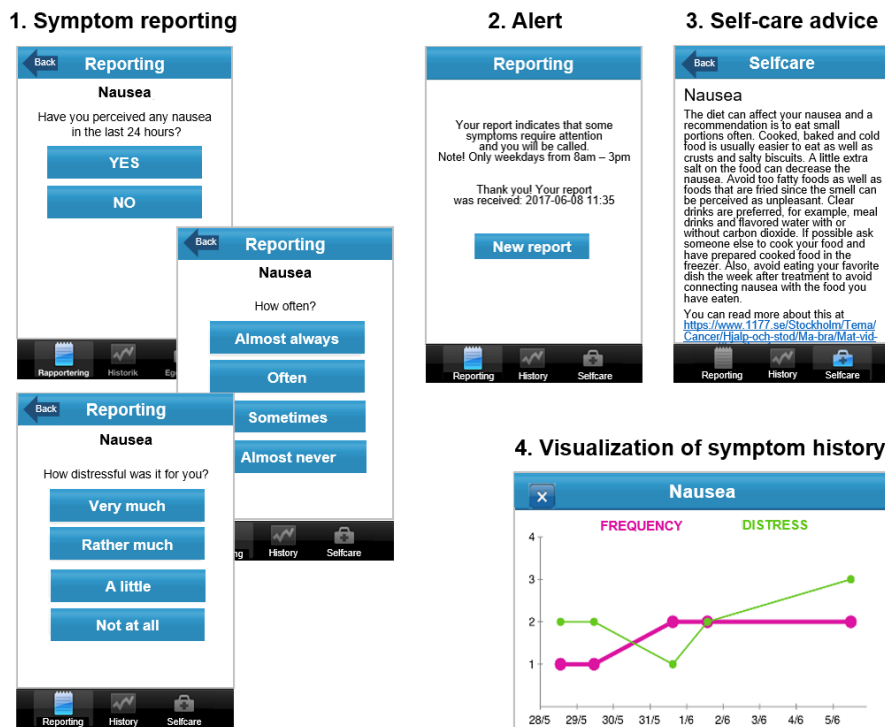 1. Symptom reporting
Back
Reporting
Nausea
Have you perceived any nausea
in the last 24 hours?
YES
NO
Rapportering
Historik
Back
Reporting
Nausea
How often?
Almost always
Often
Sometimes
Almost never
History
Selfcare
Back
Reporting
Nausea
How distressful was it for you?
Very much
Rather much
A little
Not at all
Reporting
History
Selfcare
2. Alert
Reporting
Your report indicates that some
symptoms require attention
and you will be called.
Note! Only weekdays from 8am – 3pm
Thank you! Your report
was received: 2017-06-08 11:35
New report
Reporting
History
Selfcare
3. Self-care advice
Back
Selfcare
Nausea
The diet can affect your nausea and a
recommendation is to eat small
portions often. Cooked, baked and cold
food is usually easier to eat as well as
crusts and salty biscuits. A little extra
salt on the food can decrease the
nausea. Avoid too fatty foods as well as
foods that are fried since the smell can
be perceived as unpleasant. Clear
drinks are preferred, for example, meal
drinks and flavored water with or
without carbon dioxide. If possible ask
someone else to cook your food and
have prepared cooked food in the
freezer. Also, avoid eating your favorite
dish the week after treatment to avoid
connecting nausea with the food you
have eaten.
You can read more about this at
https://www.1177.se/Stockholm/Tema/
Cancer/Hjalp-och-stod/Ma-bra/Mat-vid-
Reporting
History
Selfcare
4. Visualization of symptom history
Nausea
FREQUENCY
DISTRESS
4
3
2
1
28/5 29/5 30/5 31/5 1/6 2/6 3/6 4/6 5/6